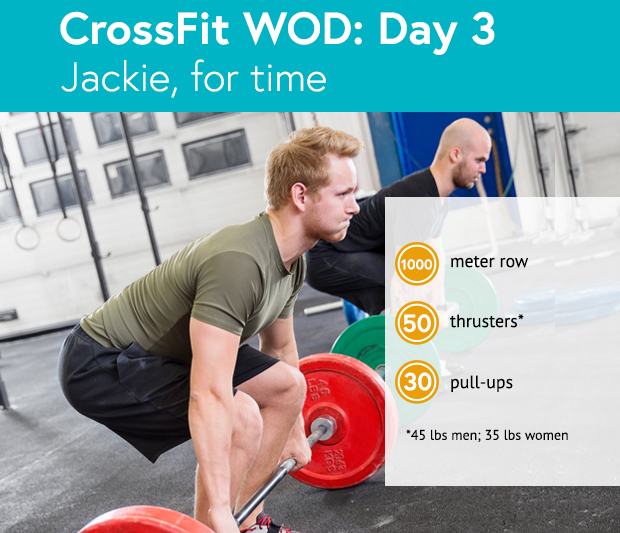 CrossFit WOD: Day 3
Jackie, for time
1000 meter row
50 thrusters*
30 pull-ups
*45 lbs men; 35 lbs women